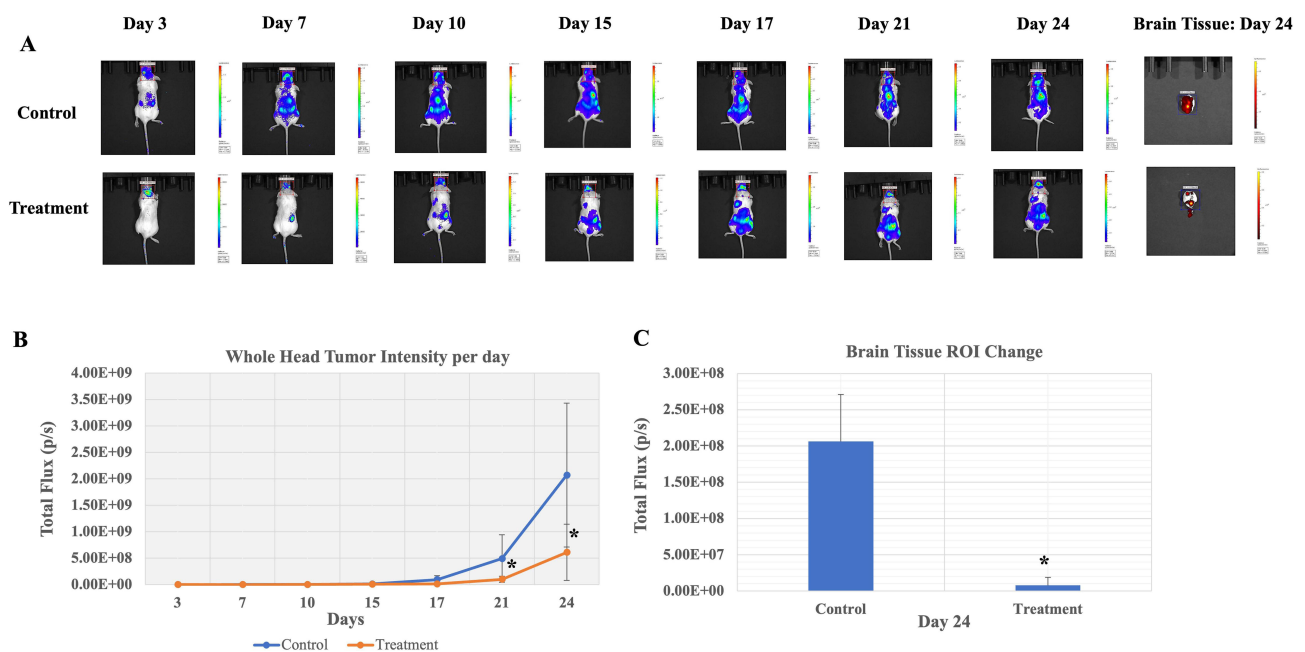 Day 3 Day 7 Day 10 Day 15 Day 17 Day 21 Day 24 Brain Tissue: Day 24
A
Control
Treatment
B
Whole Head Tumor Intensity per day
Total Flux (p/s)
4.00E+09
3.50E+09
3.00E+09
2.50E+09
2.00E+09
1.50E+09
1.00E+09
5.00E+08
0.00E+00
*
*
3 7 10 15 17 21 24
Days
Control Treatment
C
Brain Tissue ROI Change
Total Flux (p/s)
3.00E+08
2.50E+08
2.00E+08
1.50E+08
1.00E+08
5.00E+07
0.00E+00
*
Control Treatment
Day 24